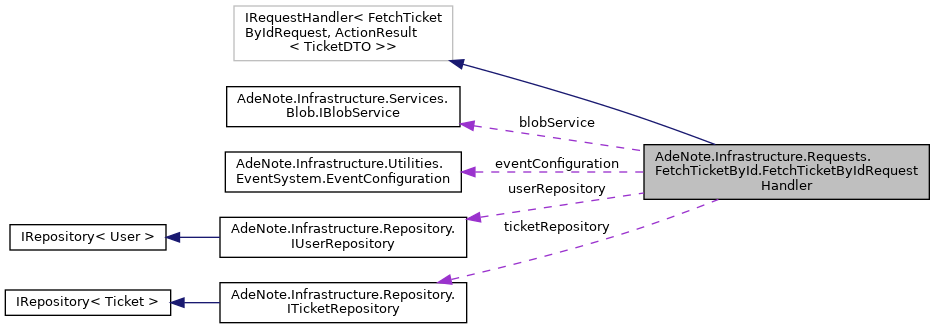 IRequestHandler< FetchTicket
ByIdRequest, ActionResult
< TicketDTO >>
AdeNote.Infrastructure.Services.
Blob.IBlobService
blobService
AdeNote.Infrastructure.Requests.
FetchTicketById.FetchTicketByIdRequest
Handler
AdeNote.Infrastructure.Utilities.
EventSystem.EventConfiguration
eventConfiguration
userRepository
IRepository< User >
AdeNote.Infrastructure.Repository.
IUserRepository
ticketRepository
IRepository< Ticket >
AdeNote.Infrastructure.Repository.
ITicketRepository